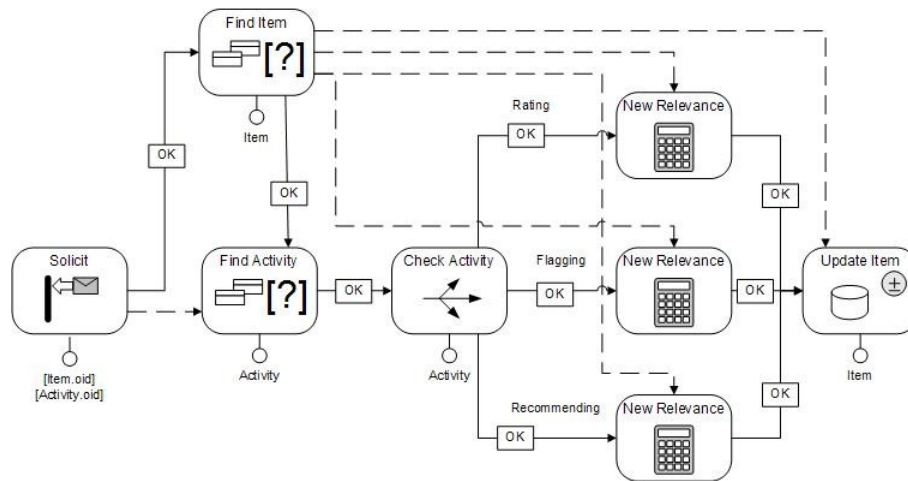 Find Item
[?]
Item
OK
OK
Solicit
[Item.oid]
[Activity.oid]
Find Activity
[?]
Activity
OK
Check Activity
Activity
Rating
OK
Flagging
OK
Recommending
OK
New Relevance
New Relevance
New Relevance
OK
OK
OK
Update Item
±
Item